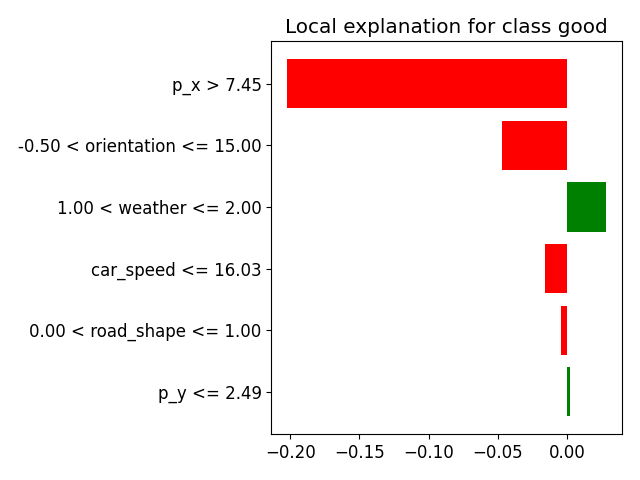 Local explanation for class good
p_x > 7.45
-0.50 < orientation <= 15.00
1.00 < weather <= 2.00
car_speed <= 16.03
0.00 < road_shape <= 1.00
p_y <= 2.49
−0.20 −0.15 −0.10 −0.05 0.00